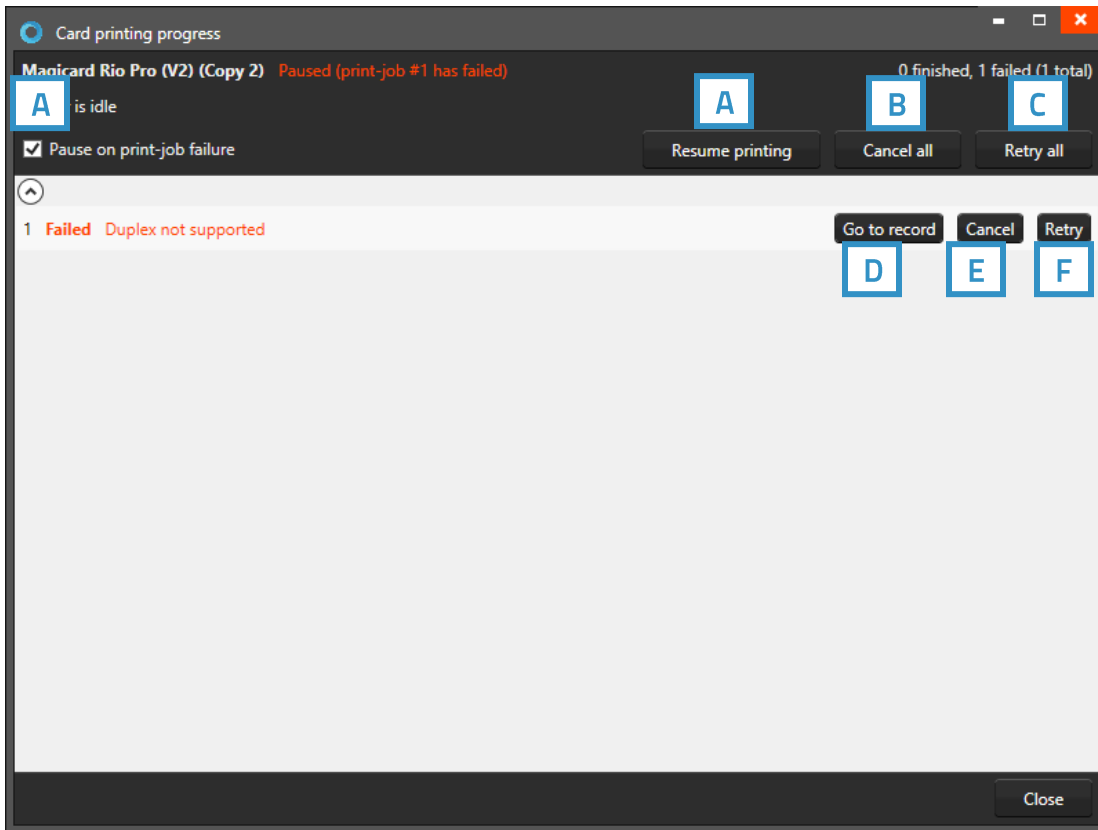 Card printing progress
Magicard Rio Pro (V2) (Copy 2) Paused (print-job #1 has failed) 0 finished, 1 failed (1 total)
A is idle A B C
Pause on print-job failure Resume printing Cancel all Retry all
1 Failed Duplex not supported Go to record Cancel Retry
D E F
Close